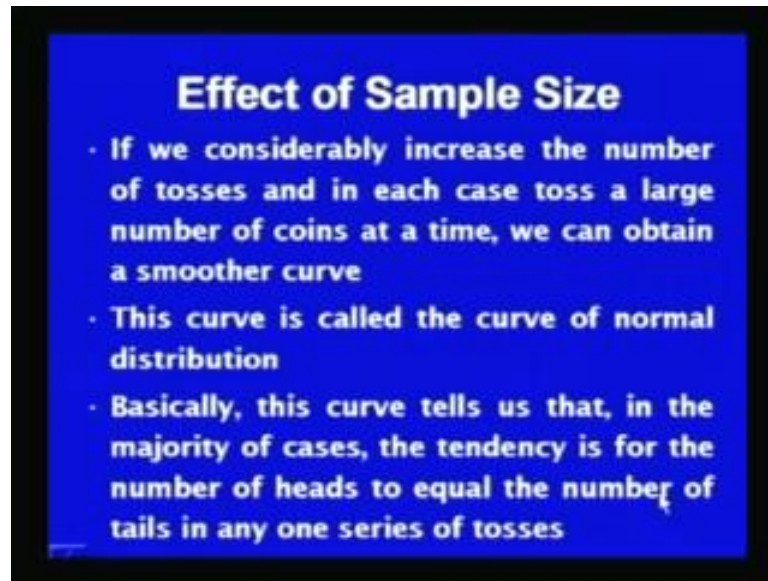 Effect of Sample Size
· If we considerably increase the number
of tosses and in each case toss a large
number of coins at a time, we can obtain
a smoother curve
· This curve is called the curve of normal
distribution
· Basically, this curve tells us that, in the
majority of cases, the tendency is for the
number of heads to equal the number of
tails in any one series of tosses